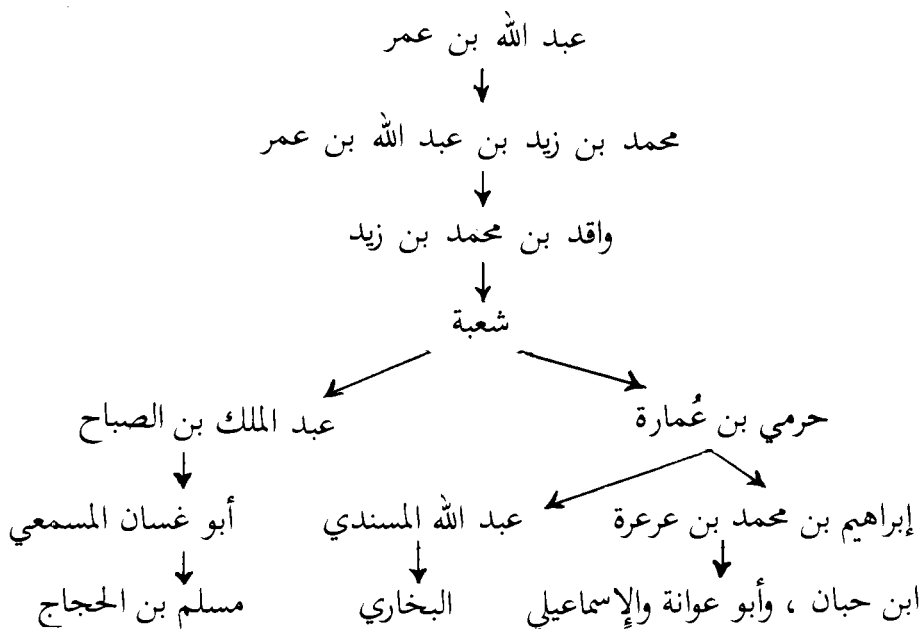 عبد الله بن عمر
محمد بن زيد بن عبد الله بن عمر
واقد بن محمد بن زيد
شعبة
حرمي بن عُمارة عبد الملك بن الصباح
إبراهيم بن محمد بن عرعرة عبد الله المسندي أبو غسان المسمعي
ابن حبان ، وأبو عوانة والإسماعيلي البخاري مسلم بن الحجاج